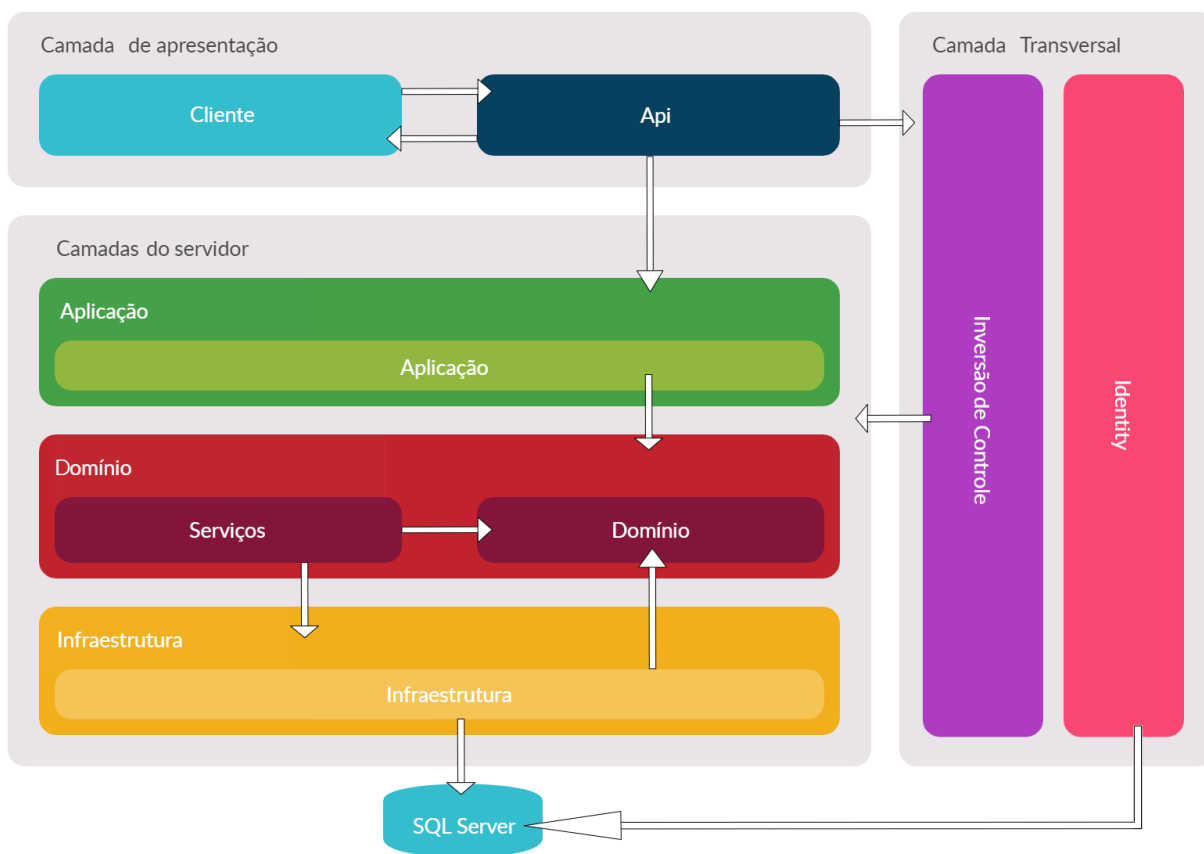 Camada de apresentação
Cliente
Api
Camada Transversal
Inversão de Controle
Identity
Camadas do servidor
Aplicação
Aplicação
Domínio
Serviços
Domínio
Infraestrutura
Infraestrutura
SQL Server